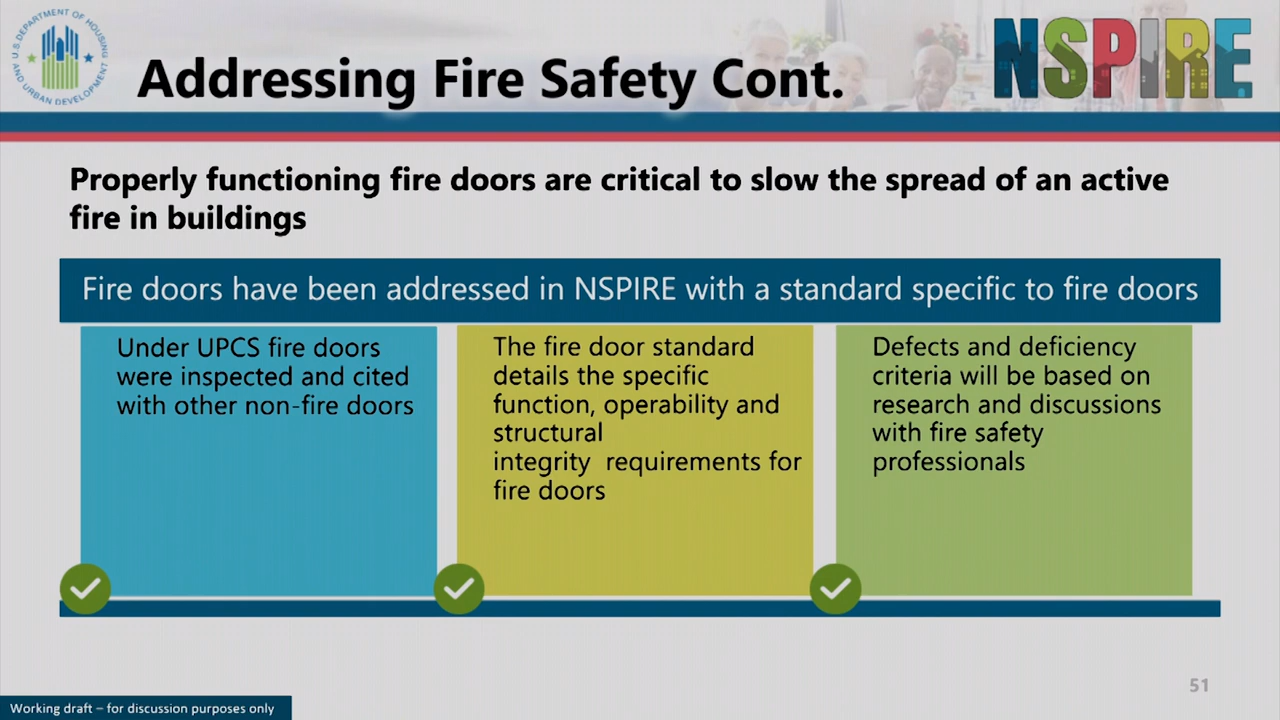 U.S. DEPARTMENT OF HOUSING AND URBAN DEVELOPMENT
NSPIRE
Addressing Fire Safety Cont.
Properly functioning fire doors are critical to slow the spread of an active
fire in buildings
Fire doors have been addressed in NSPIRE with a standard specific to fire doors
Under UPCS fire doors
were inspected and cited
with other non-fire doors
The fire door standard
details the specific
function, operability and
structural
integrity  requirements for
fire doors
Defects and deficiency
criteria will be based on
research and discussions
with fire safety
professionals
51
Working draft – for discussion purposes only